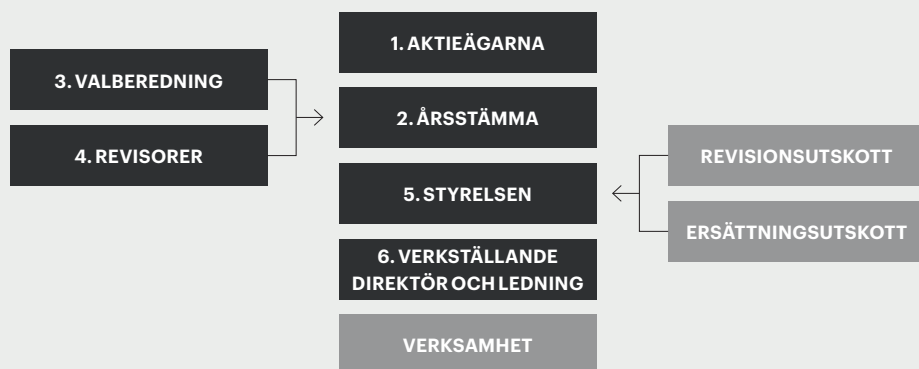 1. AKTIEÄGARNA
3. VALBEREDNING
2. ÅRSSTÄMMA
4. REVISORER
REVISIONSUTSKOTT
5. STYRELSEN
ERSÄTTNINGSUTSKOTT
6. VERKSTÄLLANDE
DIREKTÖR OCH LEDNING
VERKSAMHET